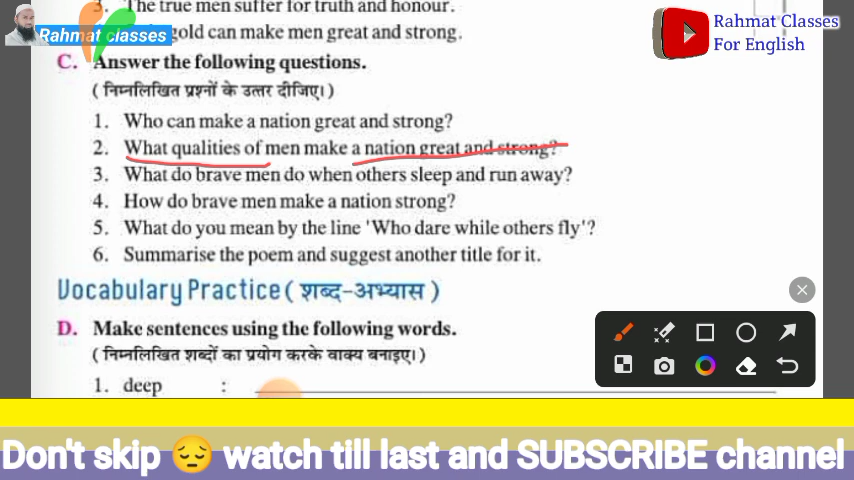 3. The true men suffer for truth and honour.
gold can make men great and strong.
Rahmat classes
Rahmat Classes
For English
C. Answer the following questions.
( निम्नलिखित प्रश्नों के उत्तर दीजिए।)
1. Who can make a nation great and strong?
2. What qualities of men make a nation great and strong?
3. What do brave men do when others sleep and run away?
4. How do brave men make a nation strong?
5. What do you mean by the line 'Who dare while others fly'?
6. Summarise the poem and suggest another title for it.
Vocabulary Practice ( शब्द-अभ्यास )
D. Make sentences using the following words.
( निम्नलिखित शब्दों का प्रयोग करके वाक्य बनाइए।)
1. deep :
Don't skip 😔 watch till last and SUBSCRIBE channel